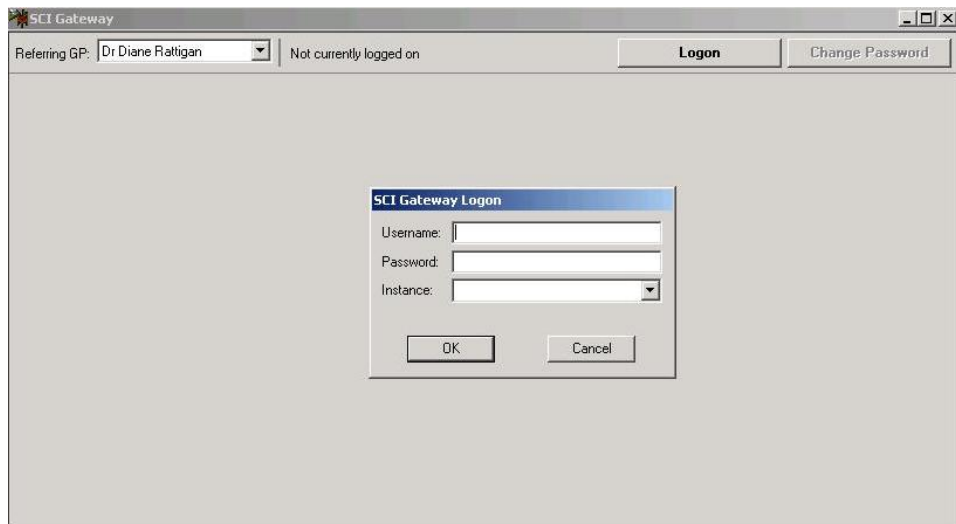 SCI Gateway
Referring GP: Dr Diane Rattigan Not currently logged on Logon Change Password
SCI Gateway Logon
Username:
Password:
Instance:
OK Cancel